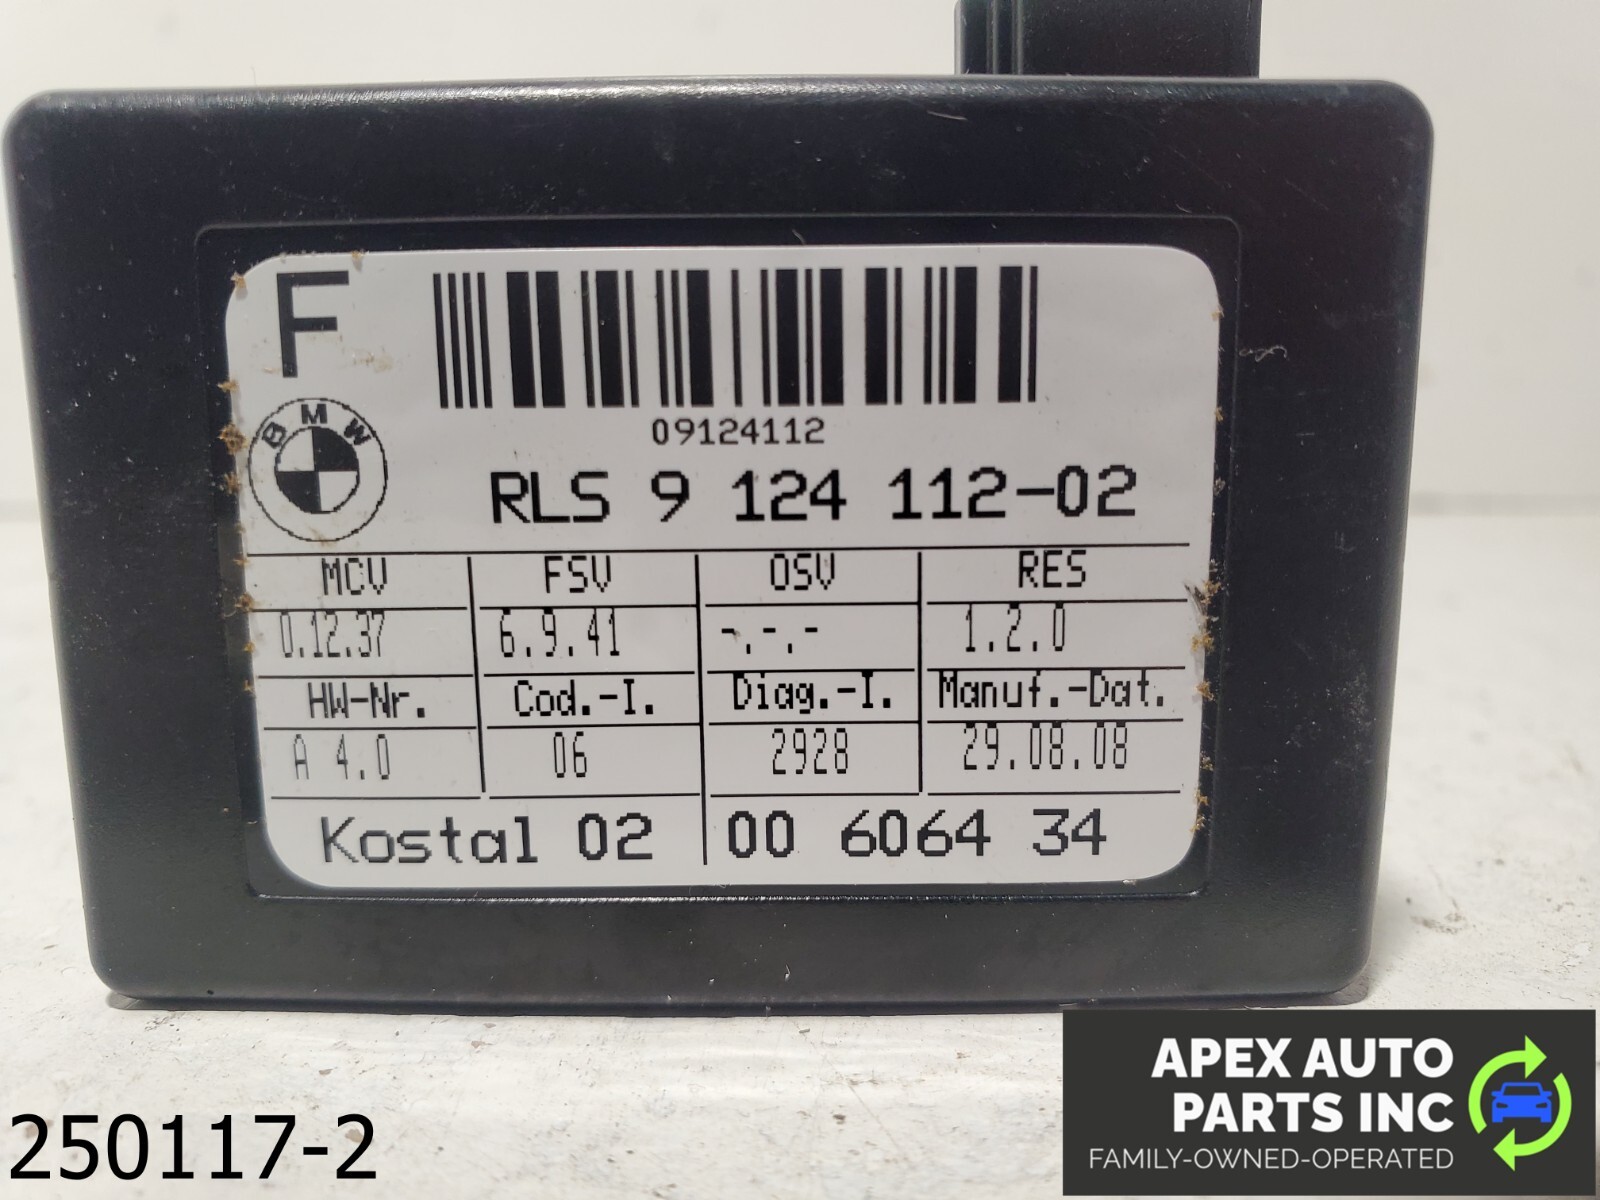 F
BMW
09124112
RLS 9 124 112-02
MCV FSV OSV RES
0.12.37 6.9.41 -.-.- 1.2.0
HW-Nr. Cod.-I. Diag.-I. Manuf.-Dat.
A 4.0 06 2928 29.08.08
Kostal 02 00 6064 34
250117-2
APEX AUTO
PARTS INC
FAMILY-OWNED-OPERATED